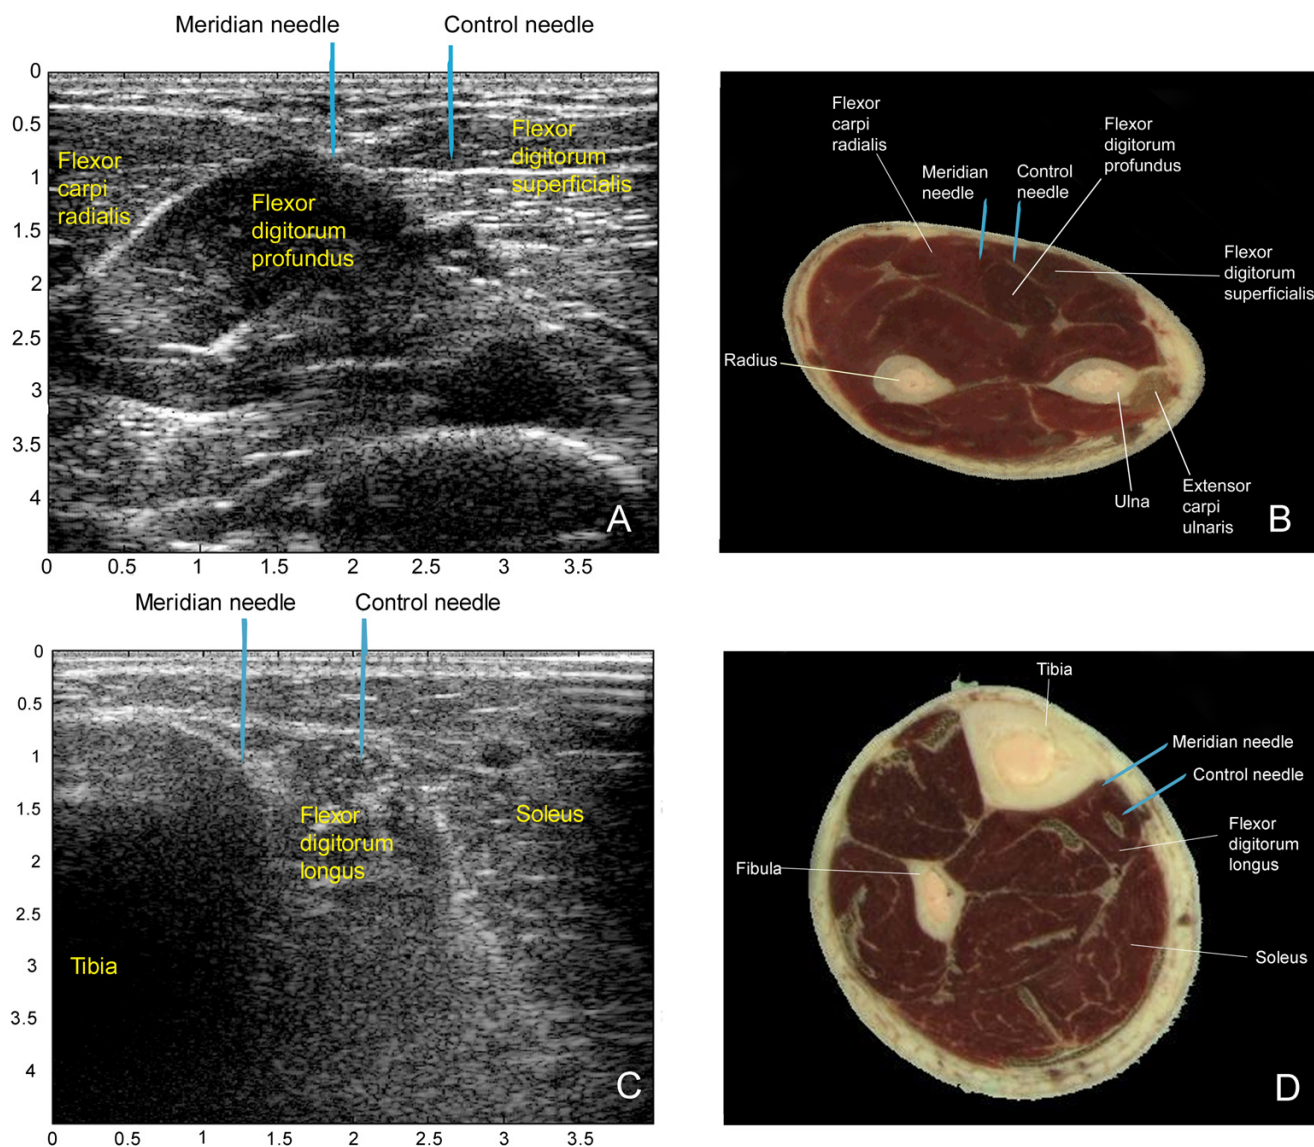 Meridian needle Control needle
0
0.5
1
1.5
2
2.5
3
3.5
4
Flexor
carpi
radialis
Flexor
digitorum
profundus
Flexor
digitorum
superficialis
A
0 0.5 1 1.5 2 2.5 3 3.5
Flexor
carpi
radialis
Meridian
needle
Control
needle
Flexor
digitorum
profundus
Flexor
digitorum
superficialis
Radius
Ulna
Extensor
carpi
ulnaris
B
Meridian needle Control needle
0
0.5
1
1.5
2
2.5
3
3.5
4
Flexor
digitorum
longus
Soleus
Tibia
C
0 0.5 1 1.5 2 2.5 3 3.5
Tibia
Meridian needle
Control needle
Flexor
digitorum
longus
Fibula
Soleus
D